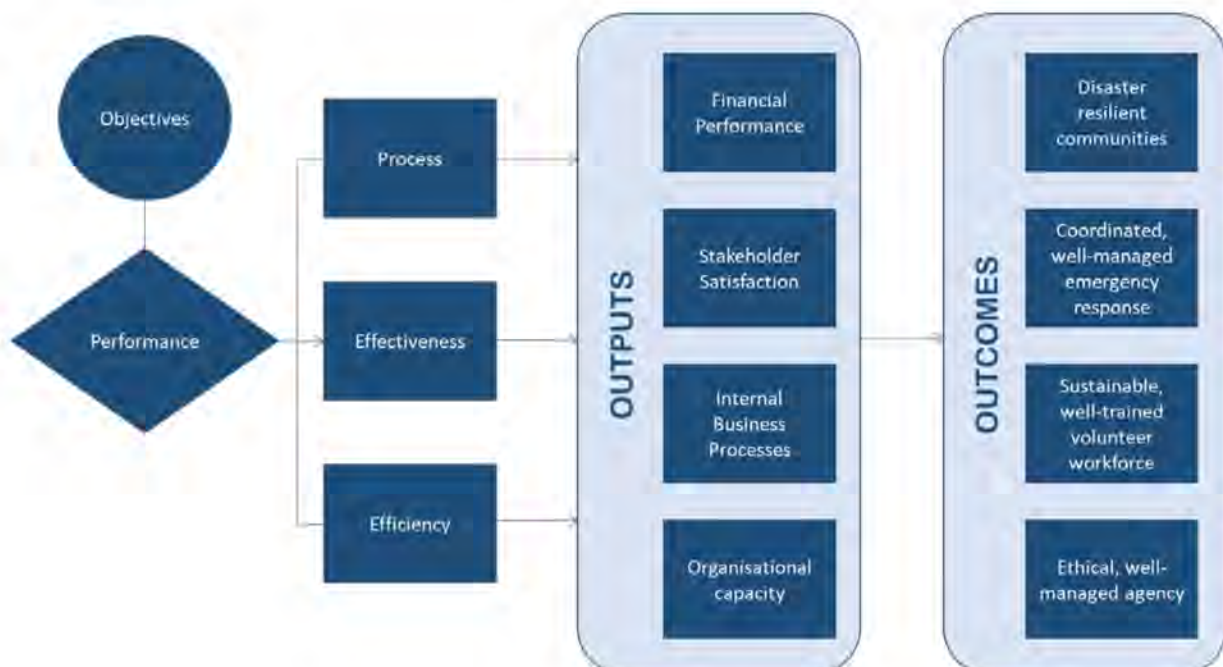 Objectives
Performance
Process
Effectiveness
Efficiency
OUTPUTS
Financial
Performance
Stakeholder
Satisfaction
Internal
Business
Processes
Organisational
capacity
OUTCOMES
Disaster
resilient
communities
Coordinated,
well-managed
emergency
response
Sustainable,
well-trained
volunteer
workforce
Ethical, well-
managed agency